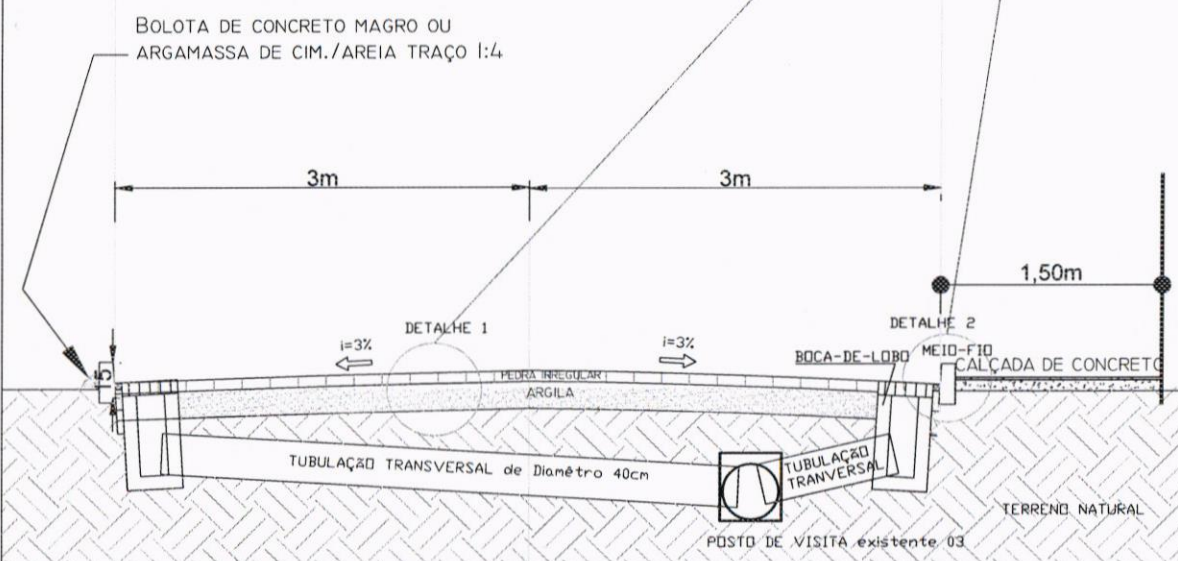 BOLOTA DE CONCRETO MAGRO OU
ARGAMASSA DE CIM./AREIA TRAÇO 1:4
3m
3m
1,50m
DETALHE 1
DETALHE 2
i=3%
i=3%
BOCA-DE-LOBO
MEIO-FIO
CALÇADA DE CONCRETO
15
PEDRA IRREGULAR
ARGILA
TUBULAÇÃO TRANSVERSAL de Diamêtro 40cm
TUBULAÇÃO
TRANVERSAL
TERRENO NATURAL
POSTO DE VISITA existente 03